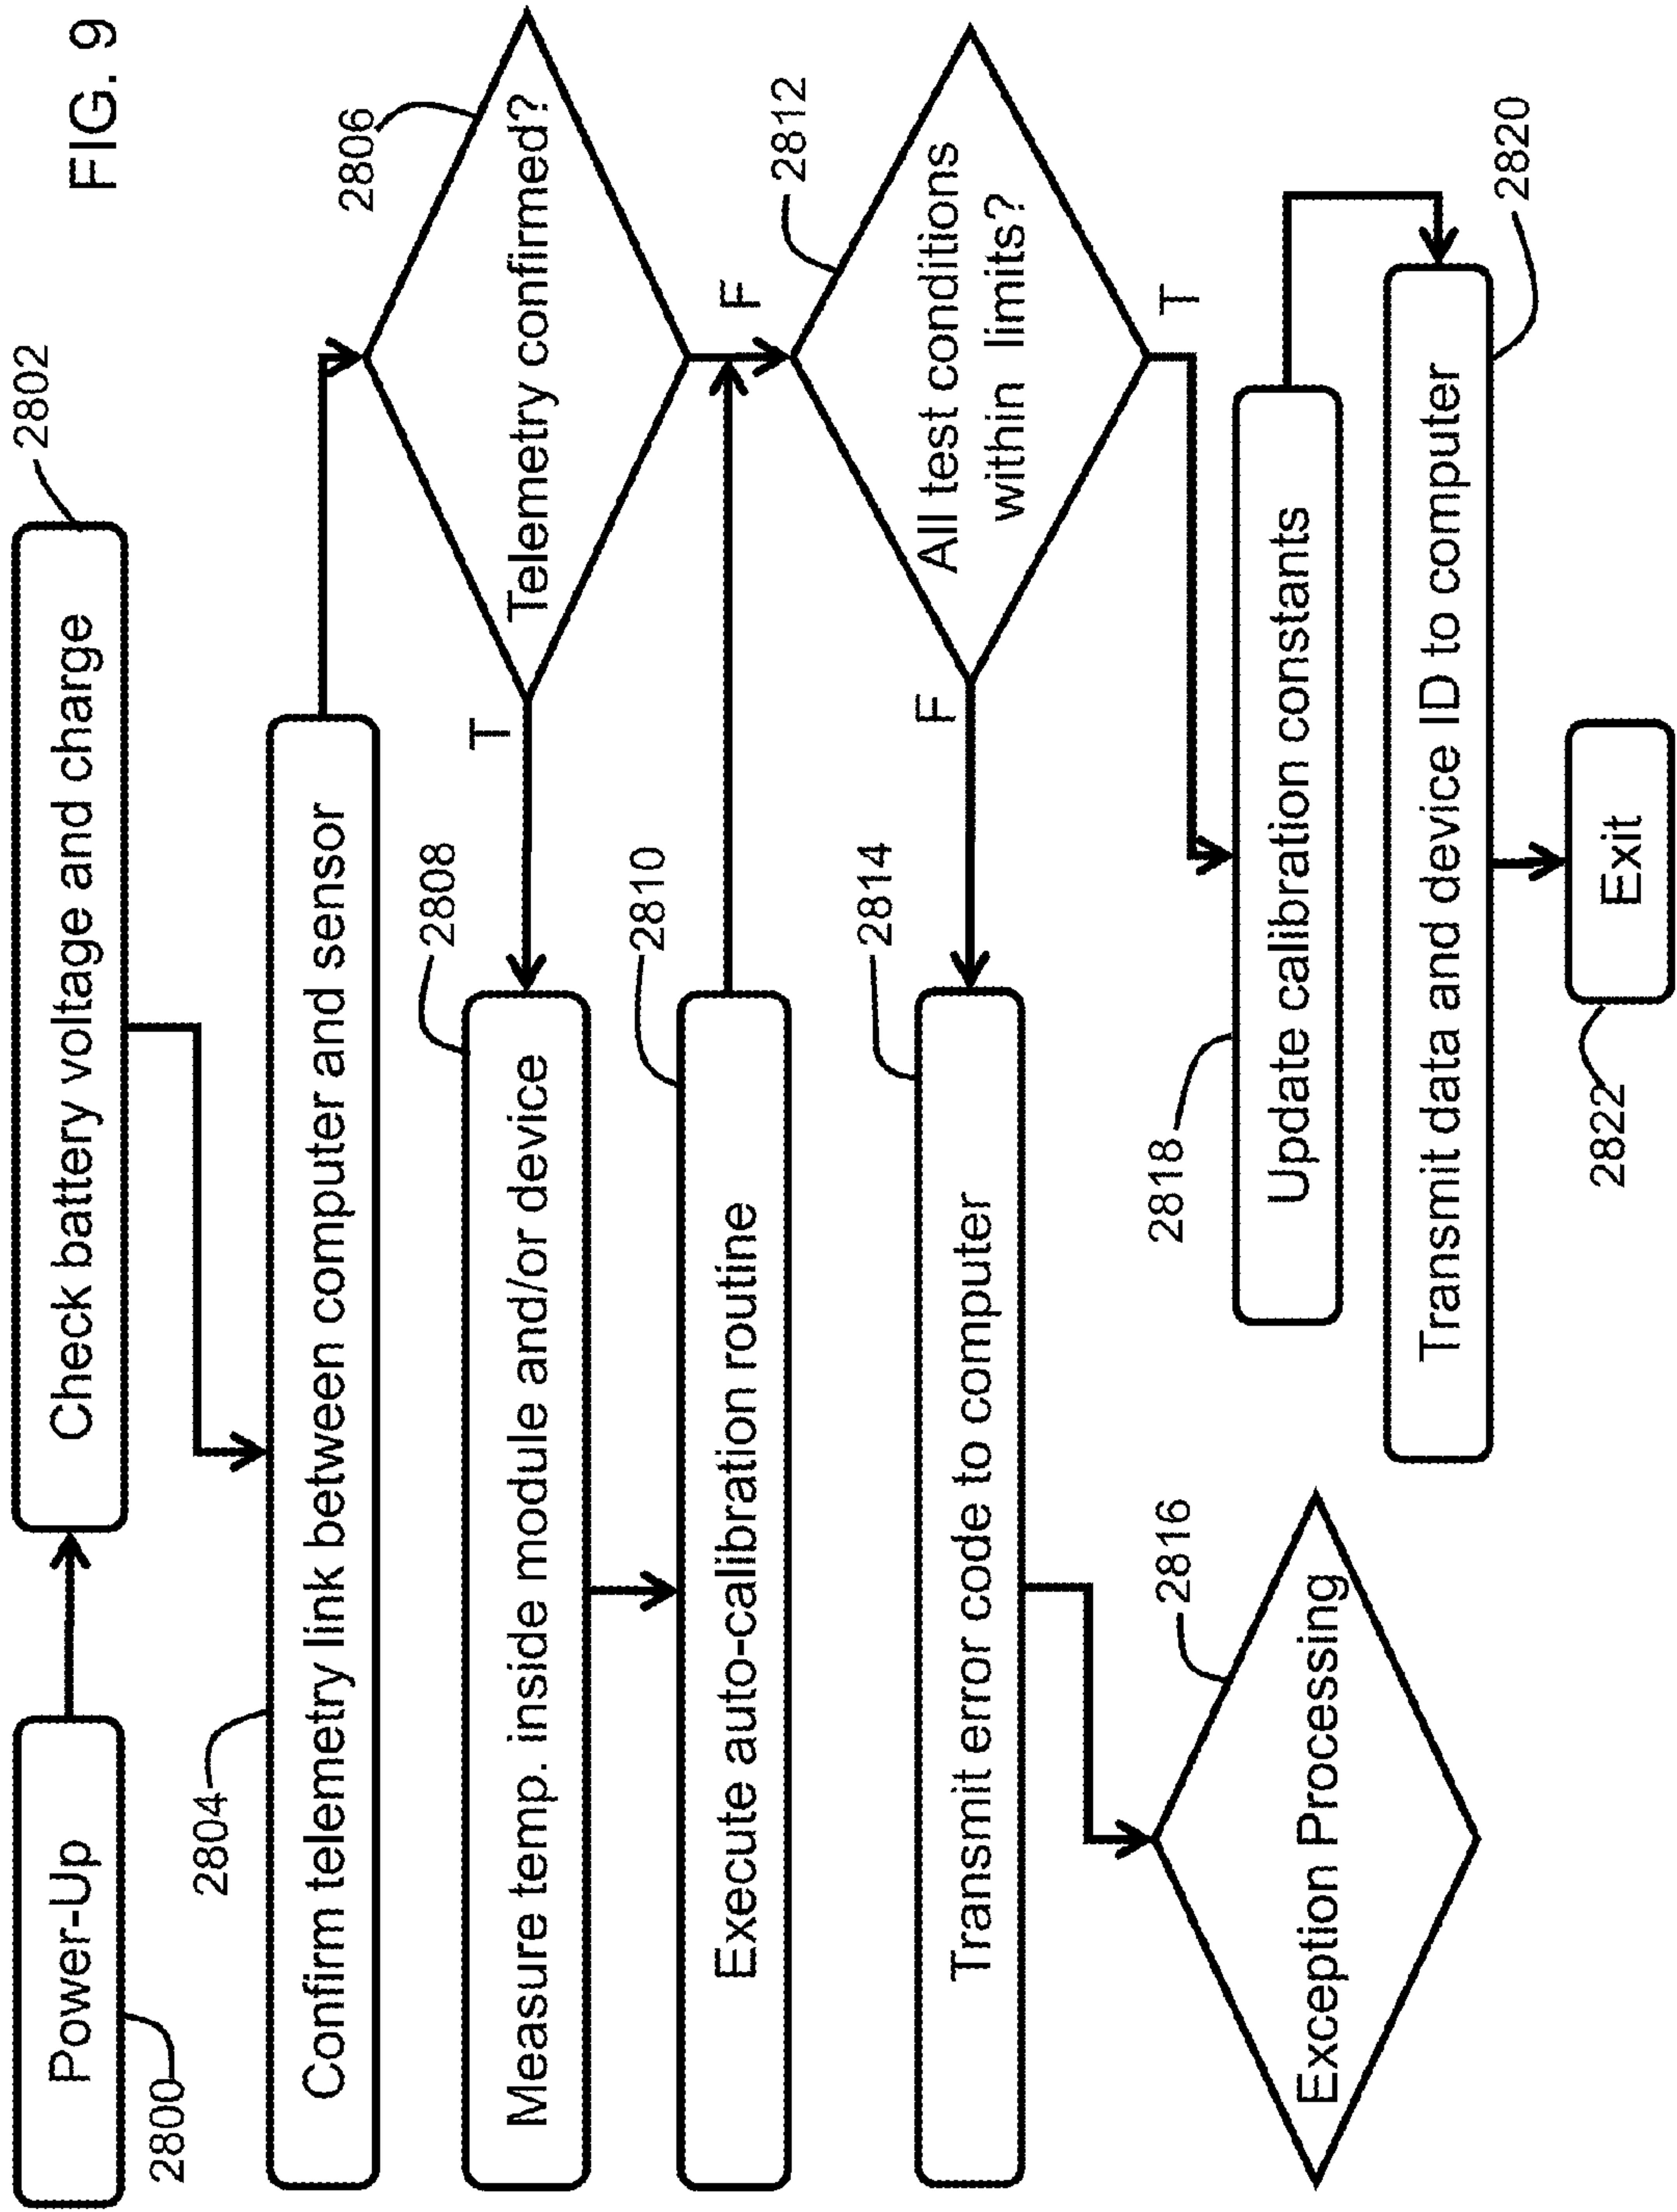 FIG. 9
Power-Up
2800
Check battery voltage and charge
2802
2804
Confirm telemetry link between computer and sensor
2806
Telemetry confirmed?
T
F
2808
Measure temp. inside module and/or device
2810
Execute auto-calibration routine
2812
All test conditions
within limits?
F
T
2814
Transmit error code to computer
2816
Exception Processing
2818
Update calibration constants
Transmit data and device ID to computer
2820
Exit
2822